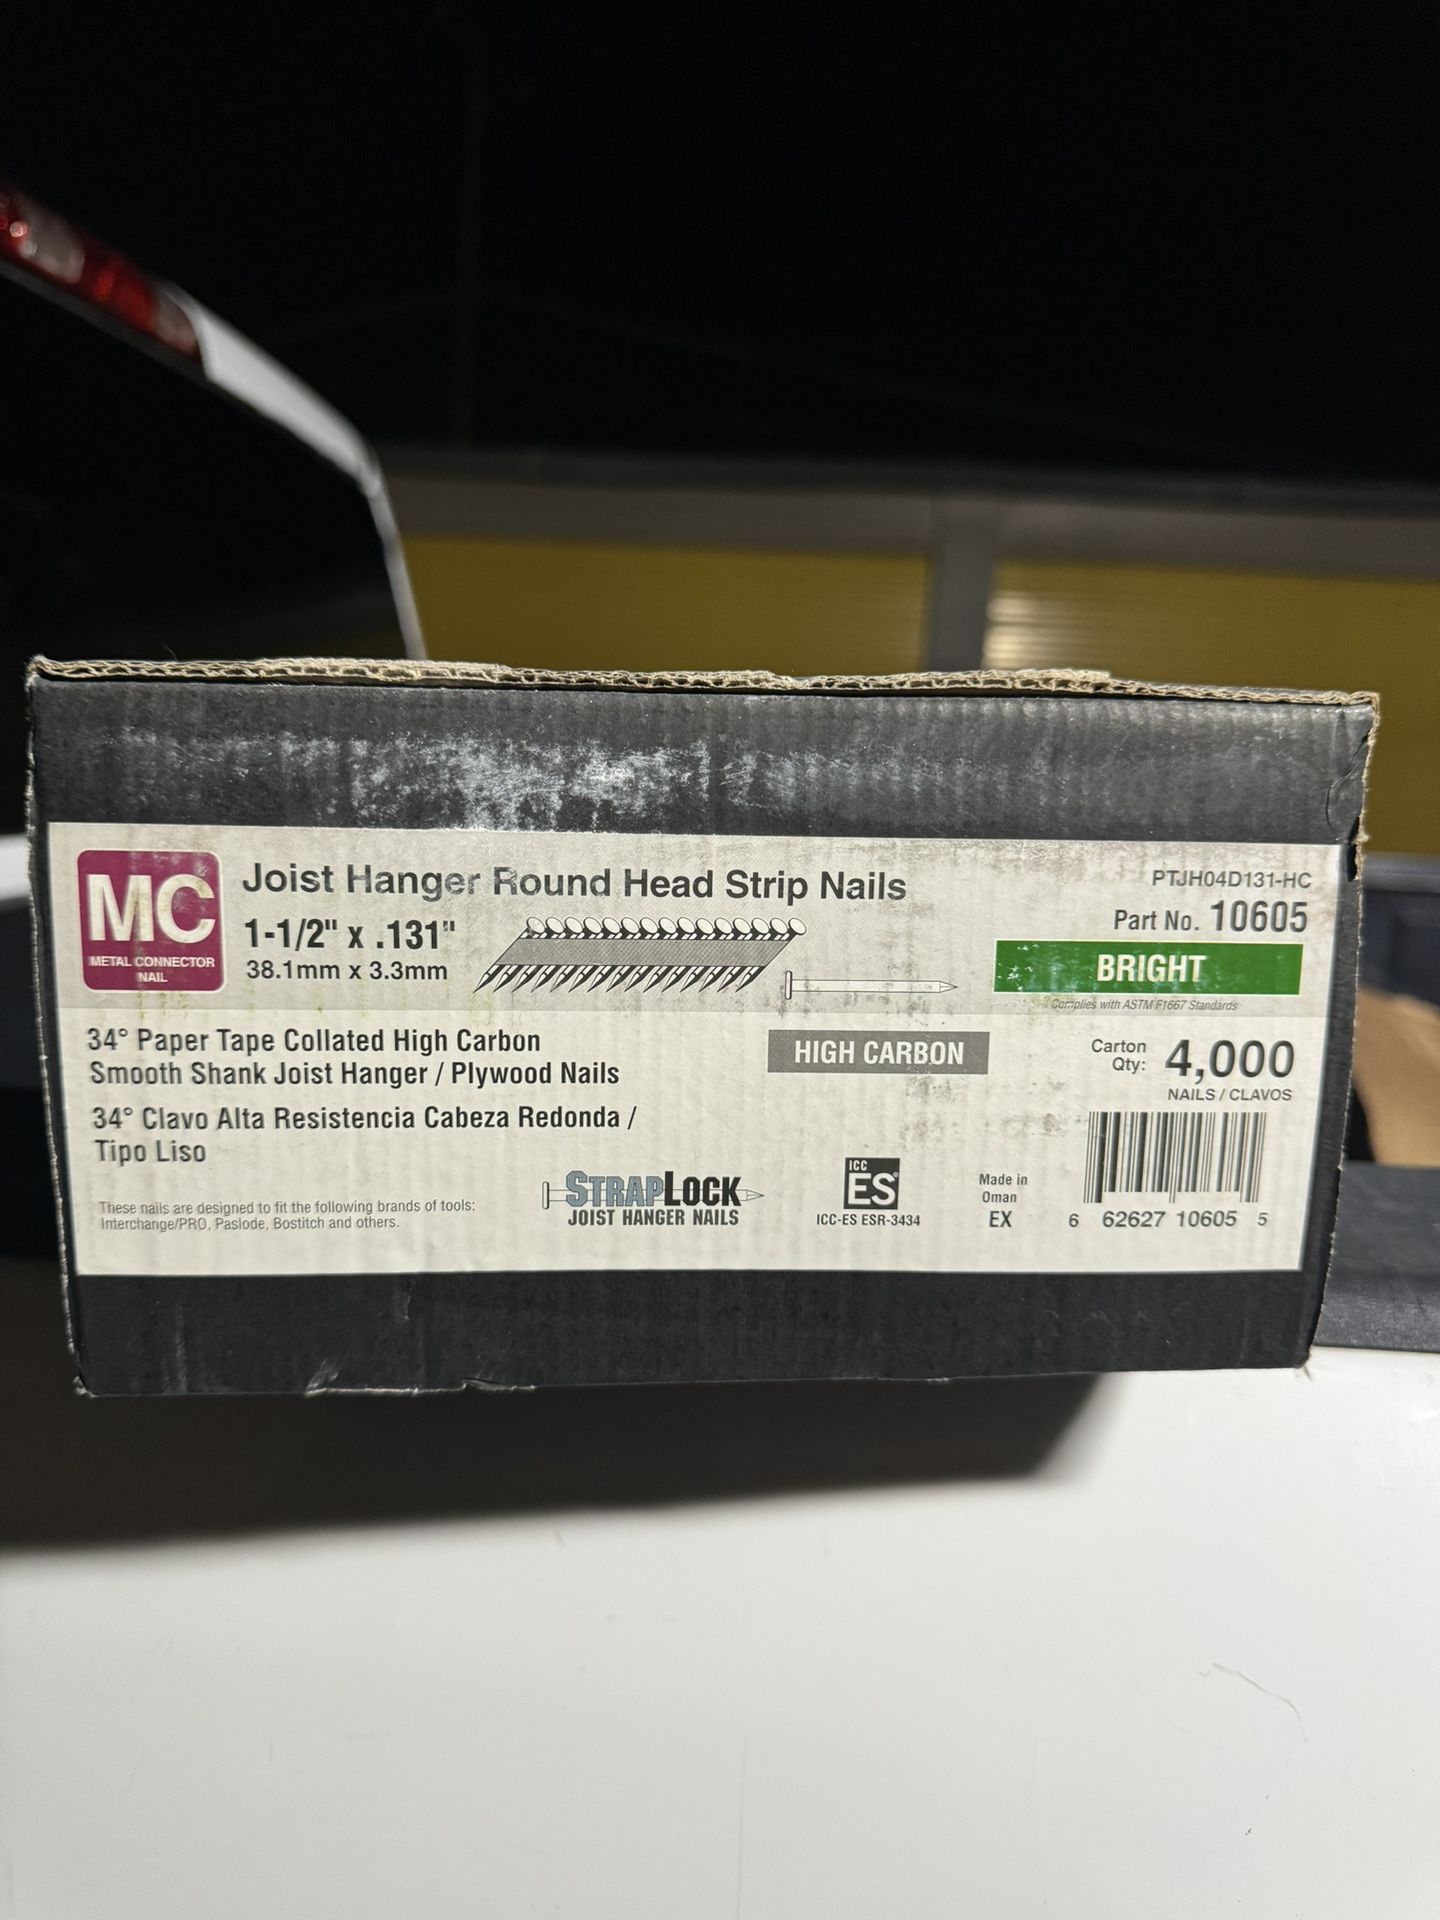 MC
METAL CONNECTOR
NAIL
Joist Hanger Round Head Strip Nails
1-1/2" x .131"
38.1mm x 3.3mm
PTJH04D131-HC
Part No. 10605
BRIGHT
Complies with ASTM F1667 Standards
34° Paper Tape Collated High Carbon
Smooth Shank Joist Hanger / Plywood Nails
34° Clavo Alta Resistencia Cabeza Redonda /
Tipo Liso
HIGH CARBON
Carton
Qty: 4,000
NAILS / CLAVOS
These nails are designed to fit the following brands of tools:
Interchange/PRO, Paslode, Bostitch and others.
STRAPLOCK
JOIST HANGER NAILS
ICC
ES
ICC-ES ESR-3434
Made in
Oman
EX
6 62627 10605 5